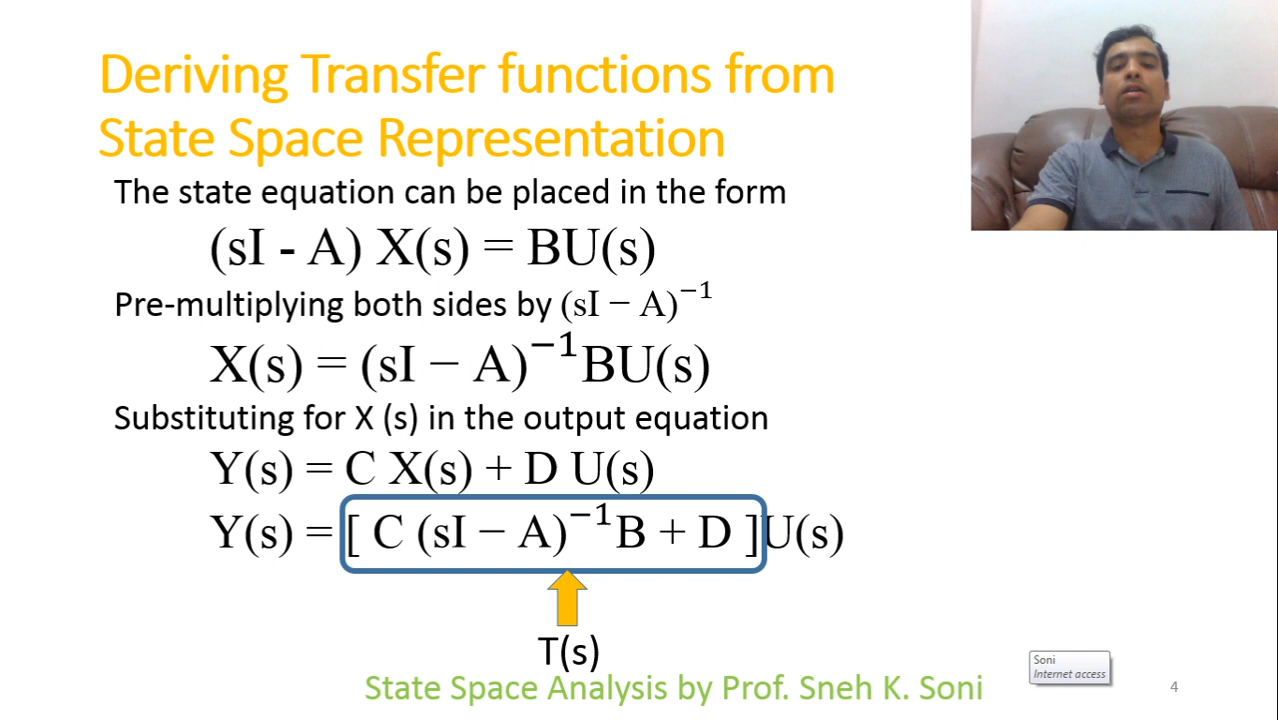 Deriving Transfer functions from
State Space Representation
The state equation can be placed in the form
(sI - A) X(s) = BU(s)
Pre-multiplying both sides by (sI − A)⁻¹
X(s) = (sI − A)⁻¹BU(s)
Substituting for X (s) in the output equation
Y(s) = C X(s) + D U(s)
Y(s) = [ C (sI − A)⁻¹B + D ]U(s)
T(s)
State Space Analysis by Prof. Sneh K. Soni
Soni
Internet access
4